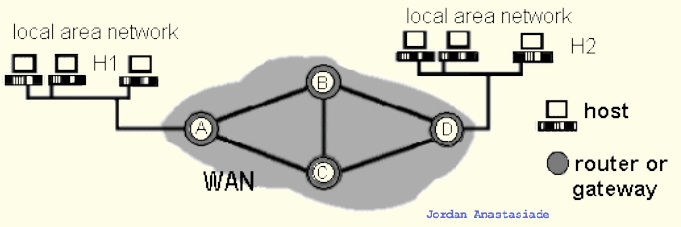 local area network
H1
local area network
H2
B
A
D
C
WAN
host
router or
gateway
Jordan Anastasiade